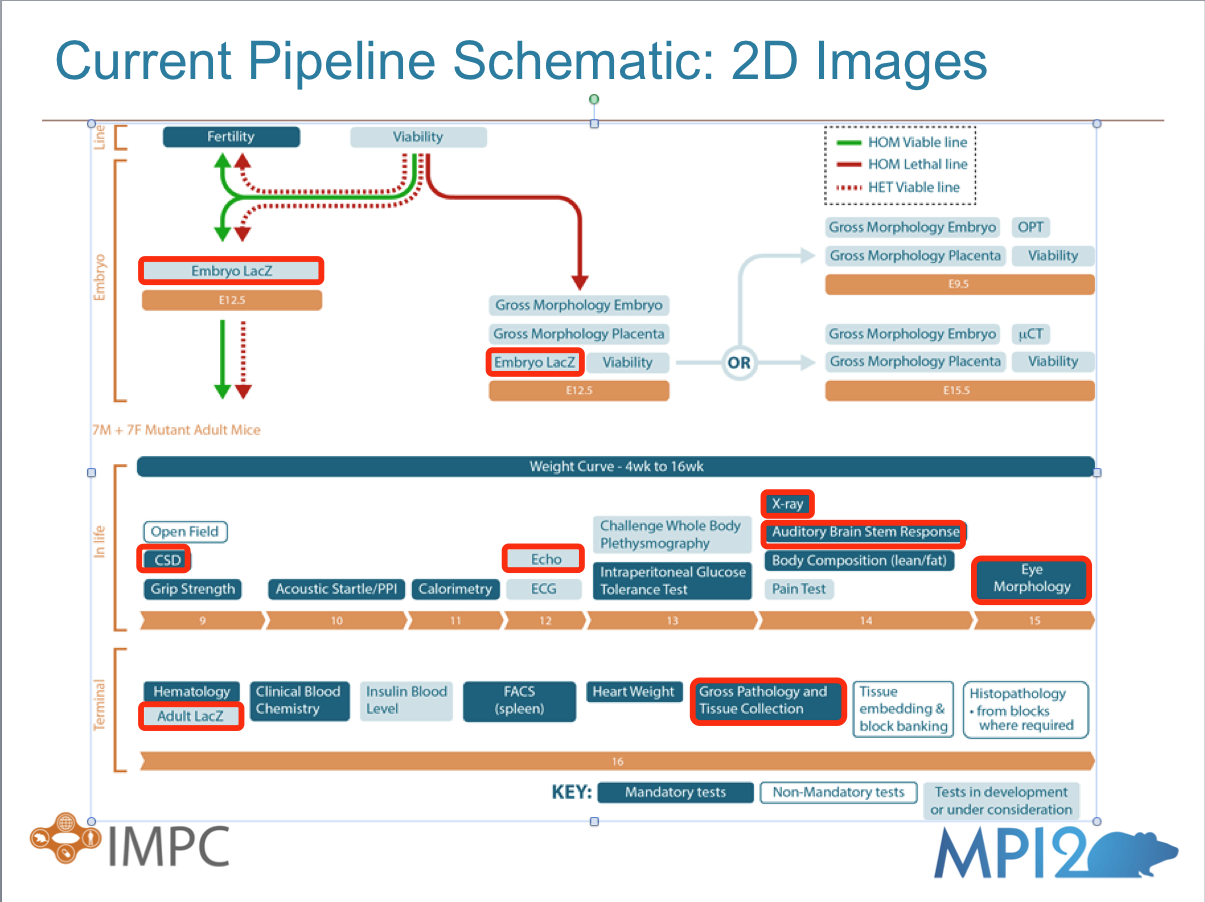 Current Pipeline Schematic: 2D Images
Line
Fertility
Viability
HOM Viable line
HOM Lethal line
HET Viable line
Embryo
Embryo LacZ
E12.5
Gross Morphology Embryo
Gross Morphology Placenta
Embryo LacZ
Viability
E12.5
OR
Gross Morphology Embryo
OPT
Gross Morphology Placenta
Viability
E9.5
Gross Morphology Embryo
µCT
Gross Morphology Placenta
Viability
E15.5
7M + 7F Mutant Adult Mice
In life
Weight Curve - 4wk to 16wk
Open Field
CSD
Grip Strength
Acoustic Startle/PPI
Calorimetry
Echo
ECG
Challenge Whole Body
Plethysmography
Intraperitoneal Glucose
Tolerance Test
X-ray
Auditory Brain Stem Response
Body Composition (lean/fat)
Pain Test
Eye
Morphology
9
10
11
12
13
14
15
Terminal
Hematology
Adult LacZ
Clinical Blood
Chemistry
Insulin Blood
Level
FACS
(spleen)
Heart Weight
Gross Pathology and
Tissue Collection
Tissue
embedding &
block banking
Histopathology
• from blocks
where required
16
KEY:
Mandatory tests
Non-Mandatory tests
Tests in development
or under consideration
IMPC
MPI2